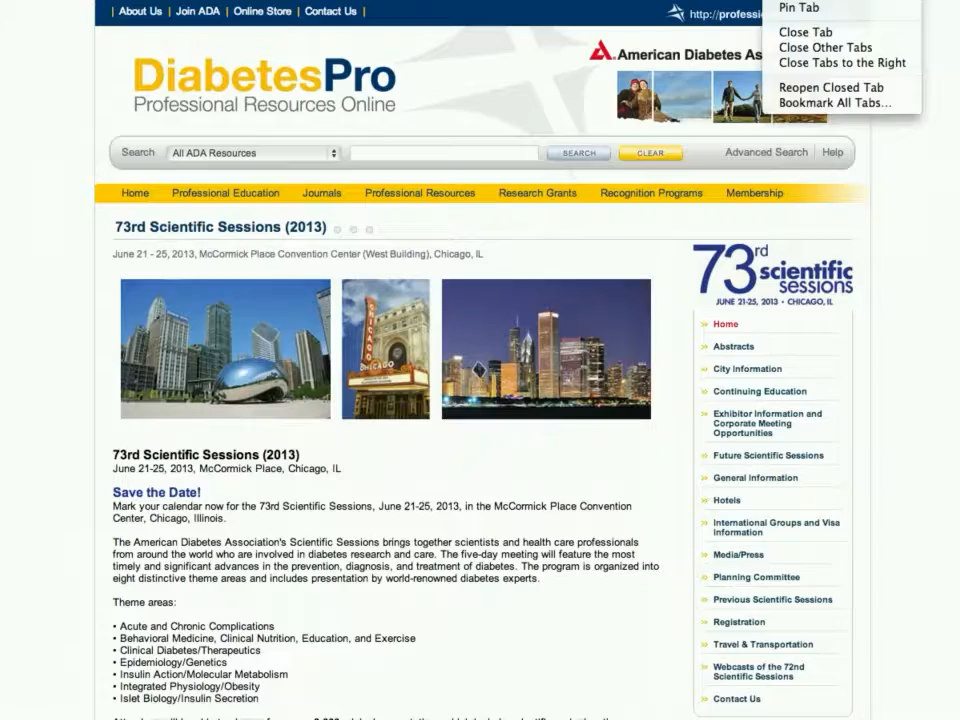 About Us | Join ADA | Online Store | Contact Us |
http://professi
Pin Tab
Close Tab
Close Other Tabs
Close Tabs to the Right
Reopen Closed Tab
Bookmark All Tabs...
American Diabetes As
DiabetesPro
Professional Resources Online
Search All ADA Resources SEARCH CLEAR Advanced Search Help
Home Professional Education Journals Professional Resources Research Grants Recognition Programs Membership
73rd Scientific Sessions (2013)
June 21 - 25, 2013, McCormick Place Convention Center (West Building), Chicago, IL
CHICAGO
CHICAGO
73rd Scientific Sessions (2013)
June 21-25, 2013, McCormick Place, Chicago, IL
Save the Date!
Mark your calendar now for the 73rd Scientific Sessions, June 21-25, 2013, in the McCormick Place Convention
Center, Chicago, Illinois.
The American Diabetes Association's Scientific Sessions brings together scientists and health care professionals
from around the world who are involved in diabetes research and care. The five-day meeting will feature the most
timely and significant advances in the prevention, diagnosis, and treatment of diabetes. The program is organized into
eight distinctive theme areas and includes presentation by world-renowned diabetes experts.
Theme areas:
• Acute and Chronic Complications
• Behavioral Medicine, Clinical Nutrition, Education, and Exercise
• Clinical Diabetes/Therapeutics
• Epidemiology/Genetics
• Insulin Action/Molecular Metabolism
• Integrated Physiology/Obesity
• Islet Biology/Insulin Secretion
73rd scientific
sessions
JUNE 21-25, 2013 • CHICAGO, IL
Home
Abstracts
City Information
Continuing Education
Exhibitor Information and
Corporate Meeting
Opportunities
Future Scientific Sessions
General Information
Hotels
International Groups and Visa
Information
Media/Press
Planning Committee
Previous Scientific Sessions
Registration
Travel & Transportation
Webcasts of the 72nd
Scientific Sessions
Contact Us